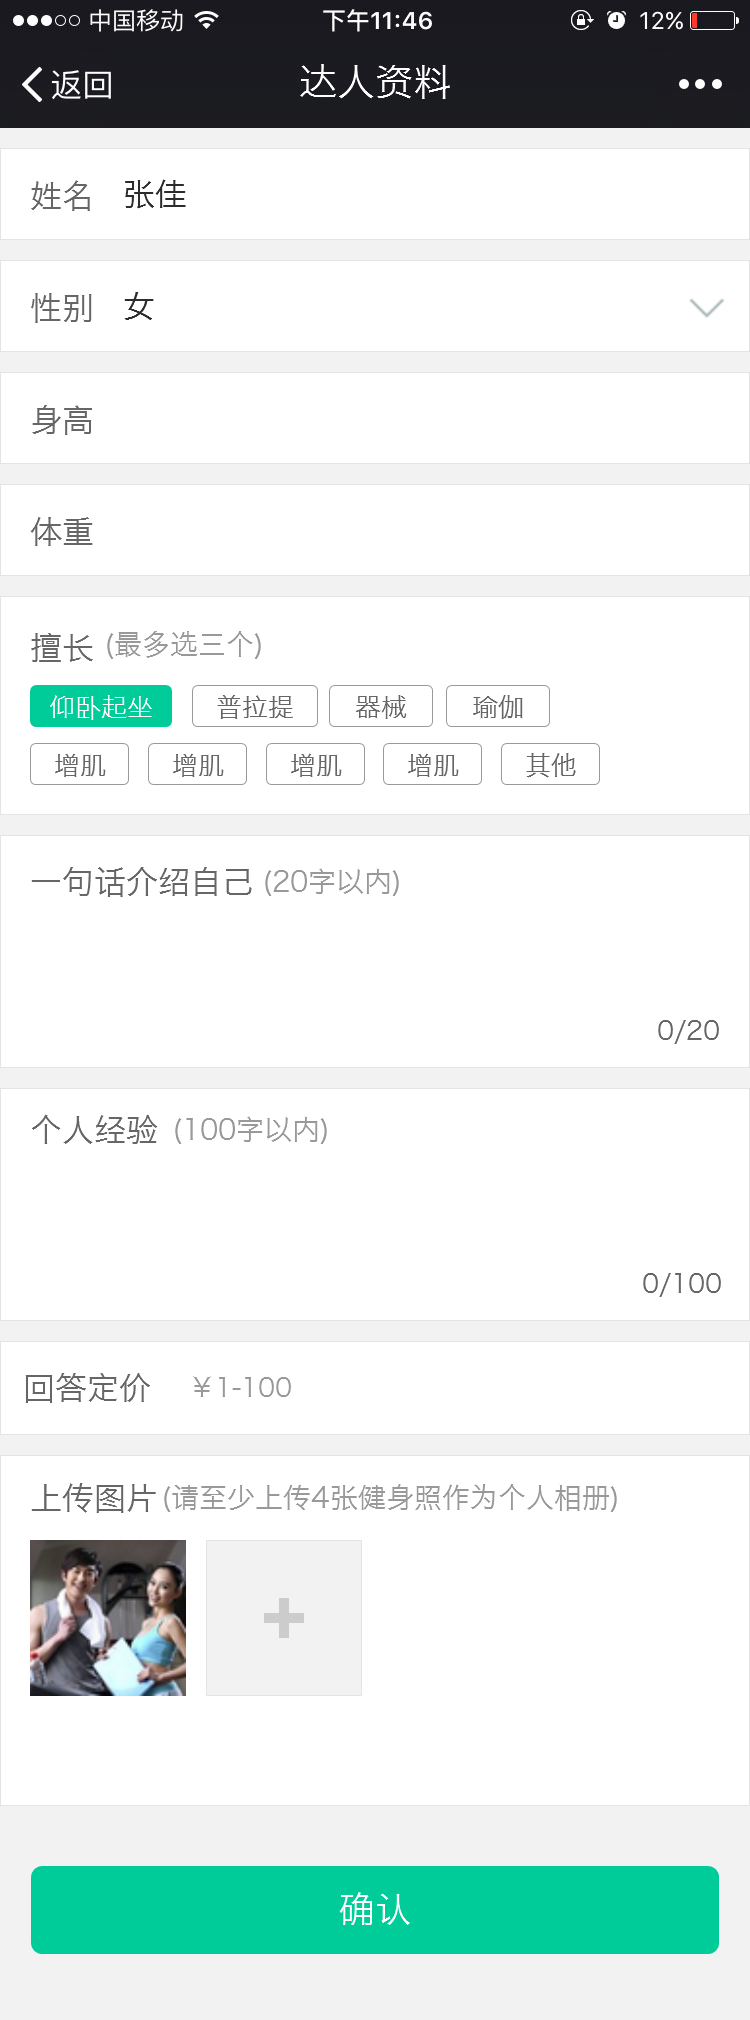 中国移动 下午11:46 12%
返回 达人资料
姓名 张佳
性别 女
身高
体重
擅长 (最多选三个)
仰卧起坐 普拉提 器械 瑜伽
增肌 增肌 增肌 增肌 其他
一句话介绍自己 (20字以内)
0/20
个人经验 (100字以内)
0/100
回答定价 ¥1-100
上传图片(请至少上传4张健身照作为个人相册)
确认